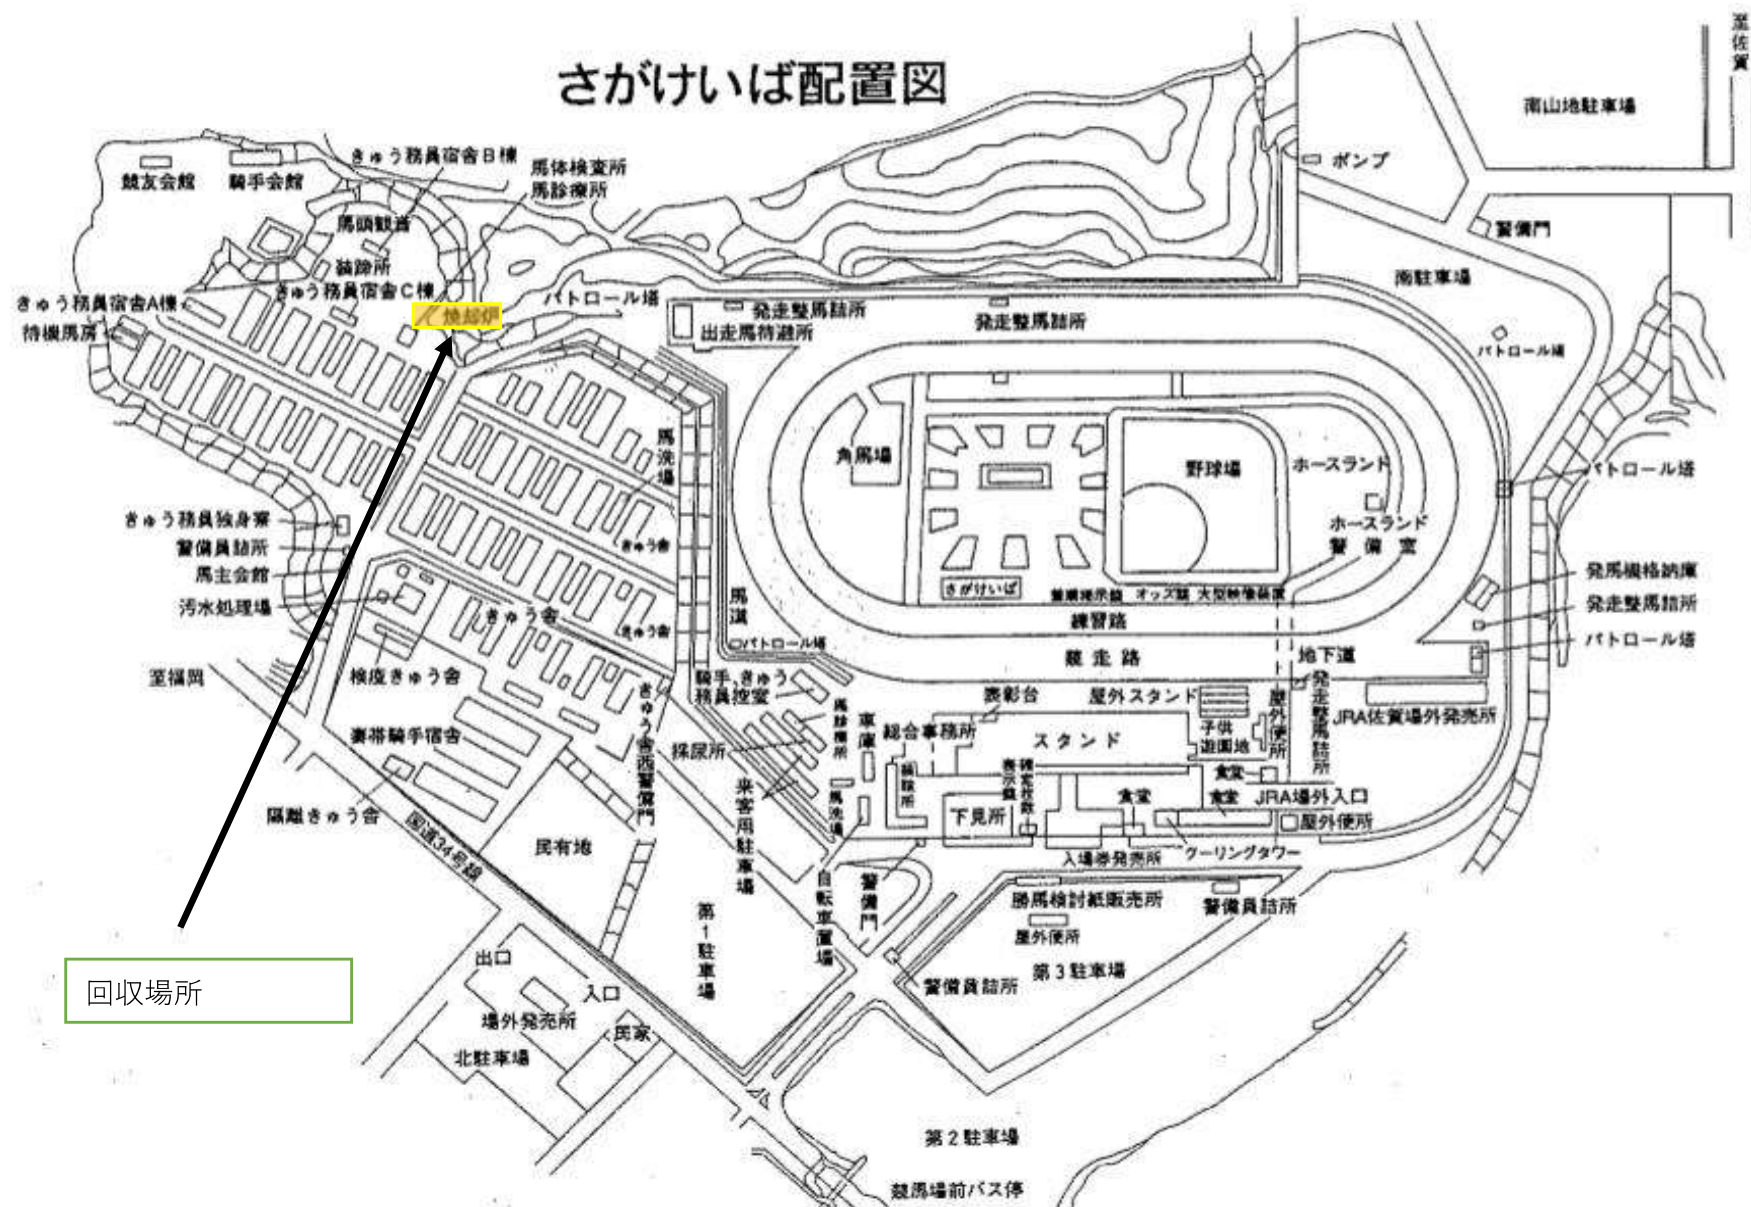 さがけいば配置図
至佐賀
南山地駐車場
ポンプ
警備門
南駐車場
競友会館
騎手会館
きゅう務員宿舎B棟
馬体検査所
馬診療所
馬頭観音
装蹄所
きゅう務員宿舎C棟
きゅう務員宿舎A棟
待機馬房
焼却炉
パトロール塔
発走整馬詰所
出走馬待避所
発走整馬詰所
パトロール塔
角馬場
野球場
ホースランド
パトロール塔
ホースランド
警備室
馬洗場
きゅう務員独身寮
警備員詰所
馬主会館
汚水処理場
きゅう舎
きゅう舎
きゅう舎
馬道
パトロール塔
さがけいば
着順掲示盤
オッズ盤
大型映像装置
練習路
競走路
地下道
発馬機格納庫
発走整馬詰所
パトロール塔
至福岡
検疫きゅう舎
騎手、きゅう
務員控室
表彰台
屋外スタンド
屋外便所
発走整馬詰所
JRA佐賀場外発売所
妻帯騎手宿舎
きゅう舎西警備門
採尿所
馬診療所
車庫
総合事務所
スタンド
子供
遊園地
食堂
来客用駐車場
馬洗場
下見所
食堂
食堂
JRA場外入口
屋外便所
隔離きゅう舎
国道34号線
民有地
入場券発売所
クーリングタワー
自転車置場
警備門
勝馬検討紙販売所
警備員詰所
屋外便所
第1駐車場
第3駐車場
警備員詰所
回収場所
出口
入口
場外発売所
民家
北駐車場
第2駐車場
競馬場前バス停